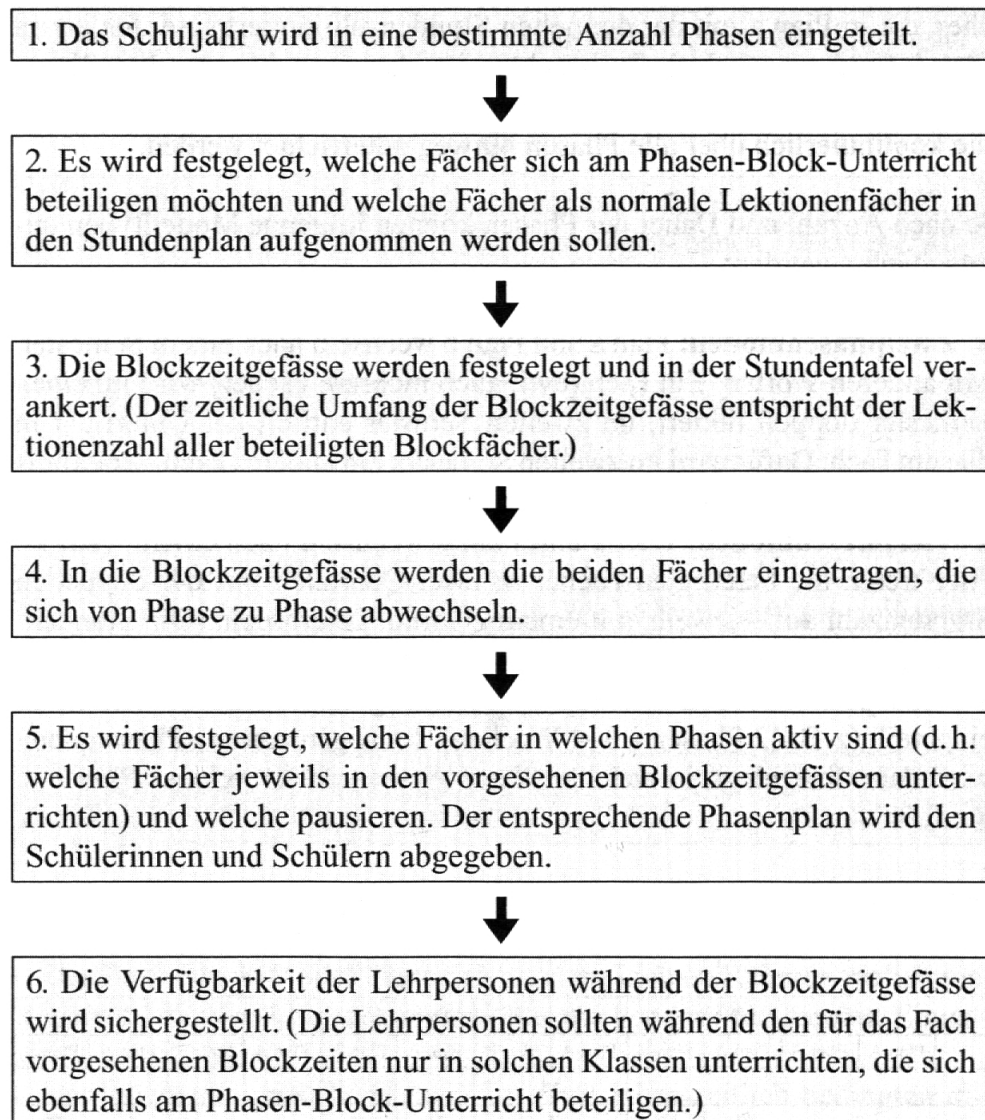 1. Das Schuljahr wird in eine bestimmte Anzahl Phasen eingeteilt.
2. Es wird festgelegt, welche Fächer sich am Phasen-Block-Unterricht
beteiligen möchten und welche Fächer als normale Lektionenfächer in
den Stundenplan aufgenommen werden sollen.
3. Die Blockzeitgefässe werden festgelegt und in der Stundentafel ver-
ankert. (Der zeitliche Umfang der Blockzeitgefässe entspricht der Lek-
tionenzahl aller beteiligten Blockfächer.)
4. In die Blockzeitgefässe werden die beiden Fächer eingetragen, die
sich von Phase zu Phase abwechseln.
5. Es wird festgelegt, welche Fächer in welchen Phasen aktiv sind (d. h.
welche Fächer jeweils in den vorgesehenen Blockzeitgefässen unter-
richten) und welche pausieren. Der entsprechende Phasenplan wird den
Schülerinnen und Schülern abgegeben.
6. Die Verfügbarkeit der Lehrpersonen während der Blockzeitgefässe
wird sichergestellt. (Die Lehrpersonen sollten während den für das Fach
vorgesehenen Blockzeiten nur in solchen Klassen unterrichten, die sich
ebenfalls am Phasen-Block-Unterricht beteiligen.)